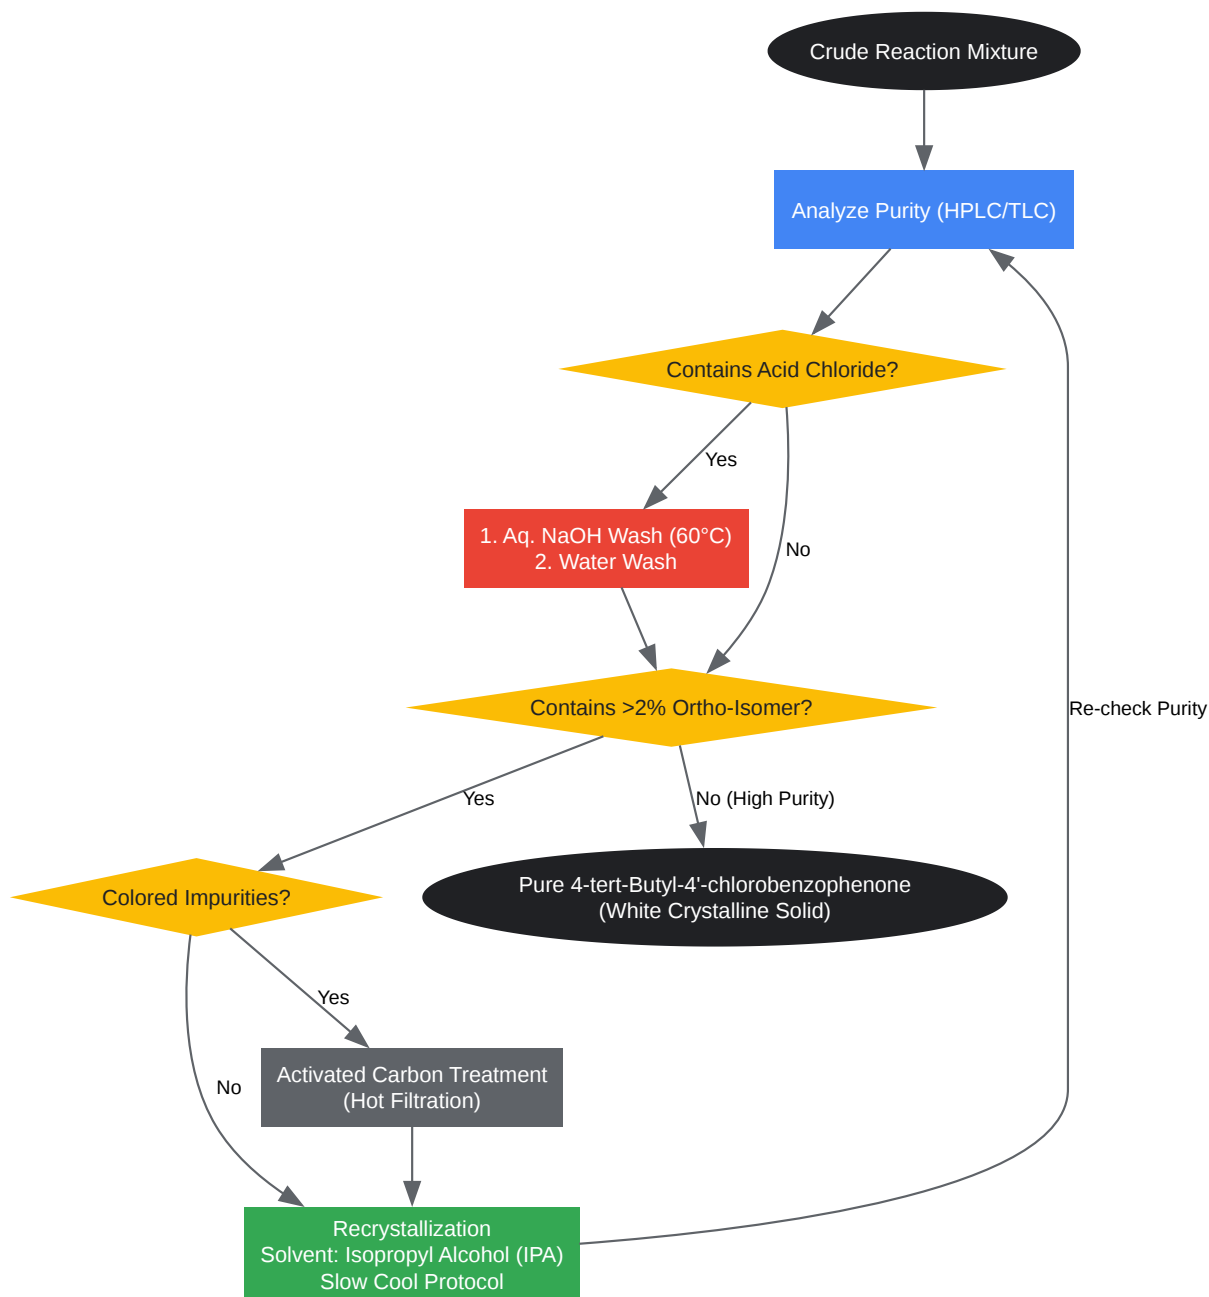 Crude Reaction Mixture
Analyze Purity (HPLC/TLC)
Contains Acid Chloride?
Yes
1. Aq. NaOH Wash (60°C)
2. Water Wash
No
Contains >2% Ortho-Isomer?
Re-check Purity
Yes
No (High Purity)
Colored Impurities?
Pure 4-tert-Butyl-4'-chlorobenzophenone
(White Crystalline Solid)
Yes
Activated Carbon Treatment
(Hot Filtration)
No
Recrystallization
Solvent: Isopropyl Alcohol (IPA)
Slow Cool Protocol